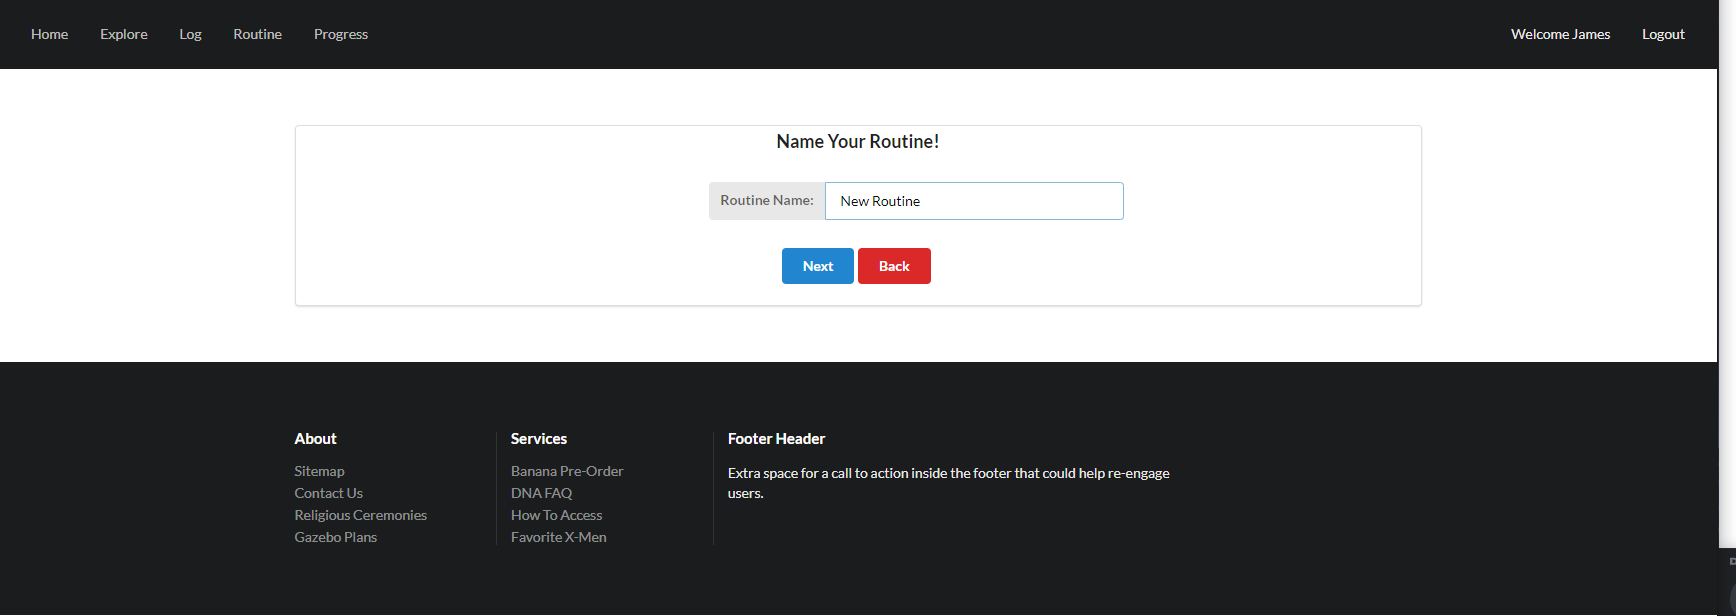 Home Explore Log Routine Progress Welcome James Logout
Name Your Routine!
Routine Name: New Routine
Next Back
About
Sitemap
Contact Us
Religious Ceremonies
Gazebo Plans
Services
Banana Pre-Order
DNA FAQ
How To Access
Favorite X-Men
Footer Header
Extra space for a call to action inside the footer that could help re-engage
users.